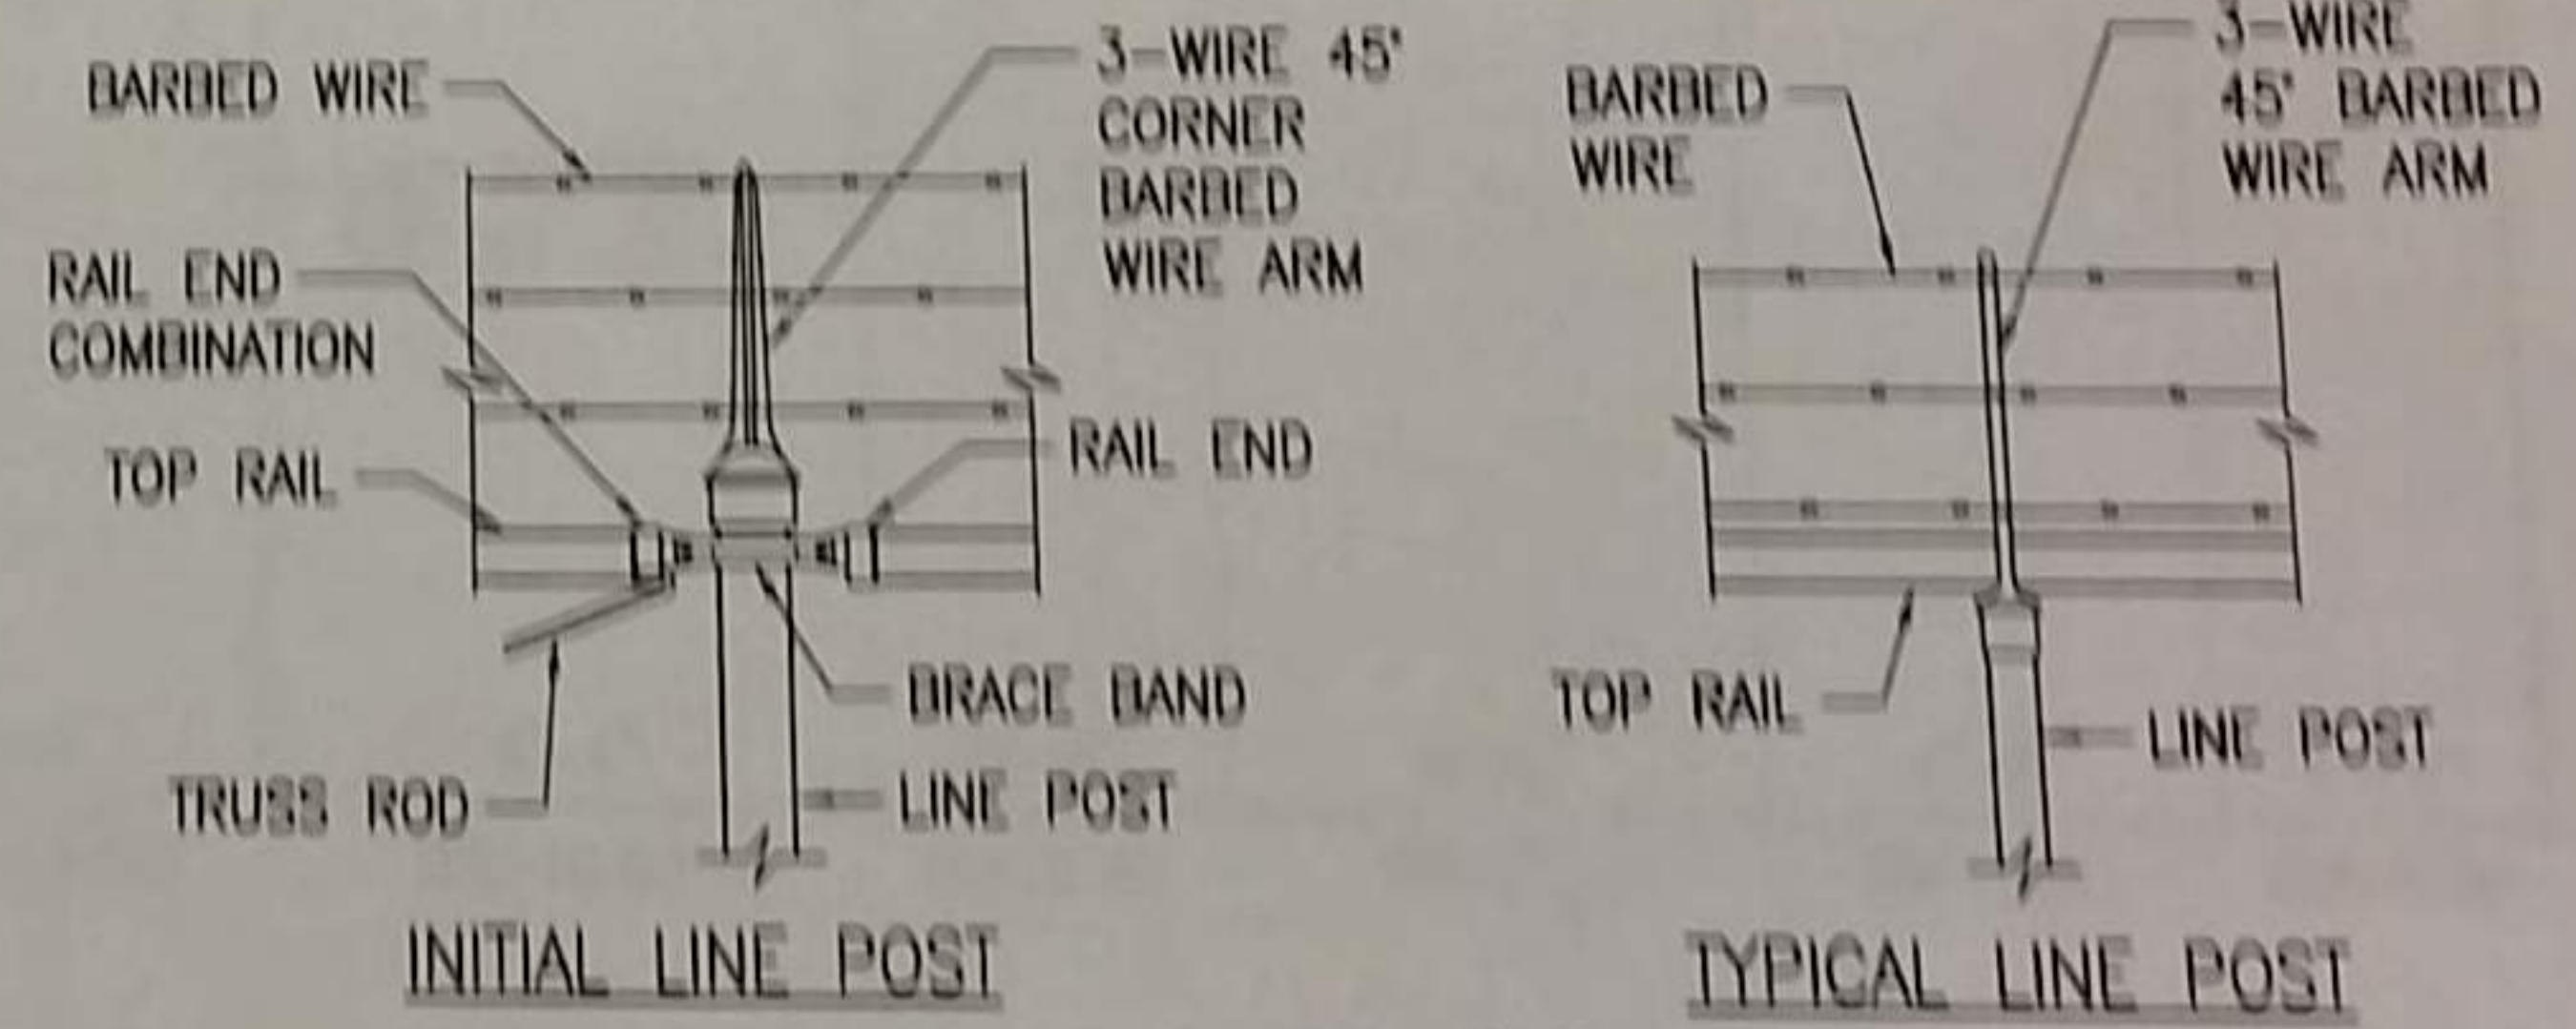 BARBED WIRE
3-WIRE 45°
CORNER
BARBED
WIRE ARM
RAIL END
COMBINATION
TOP RAIL
RAIL END
BRACE BAND
TRUSS ROD
LINE POST
INITIAL LINE POST
BARBED
WIRE
3-WIRE
45° BARBED
WIRE ARM
TOP RAIL
LINE POST
TYPICAL LINE POST